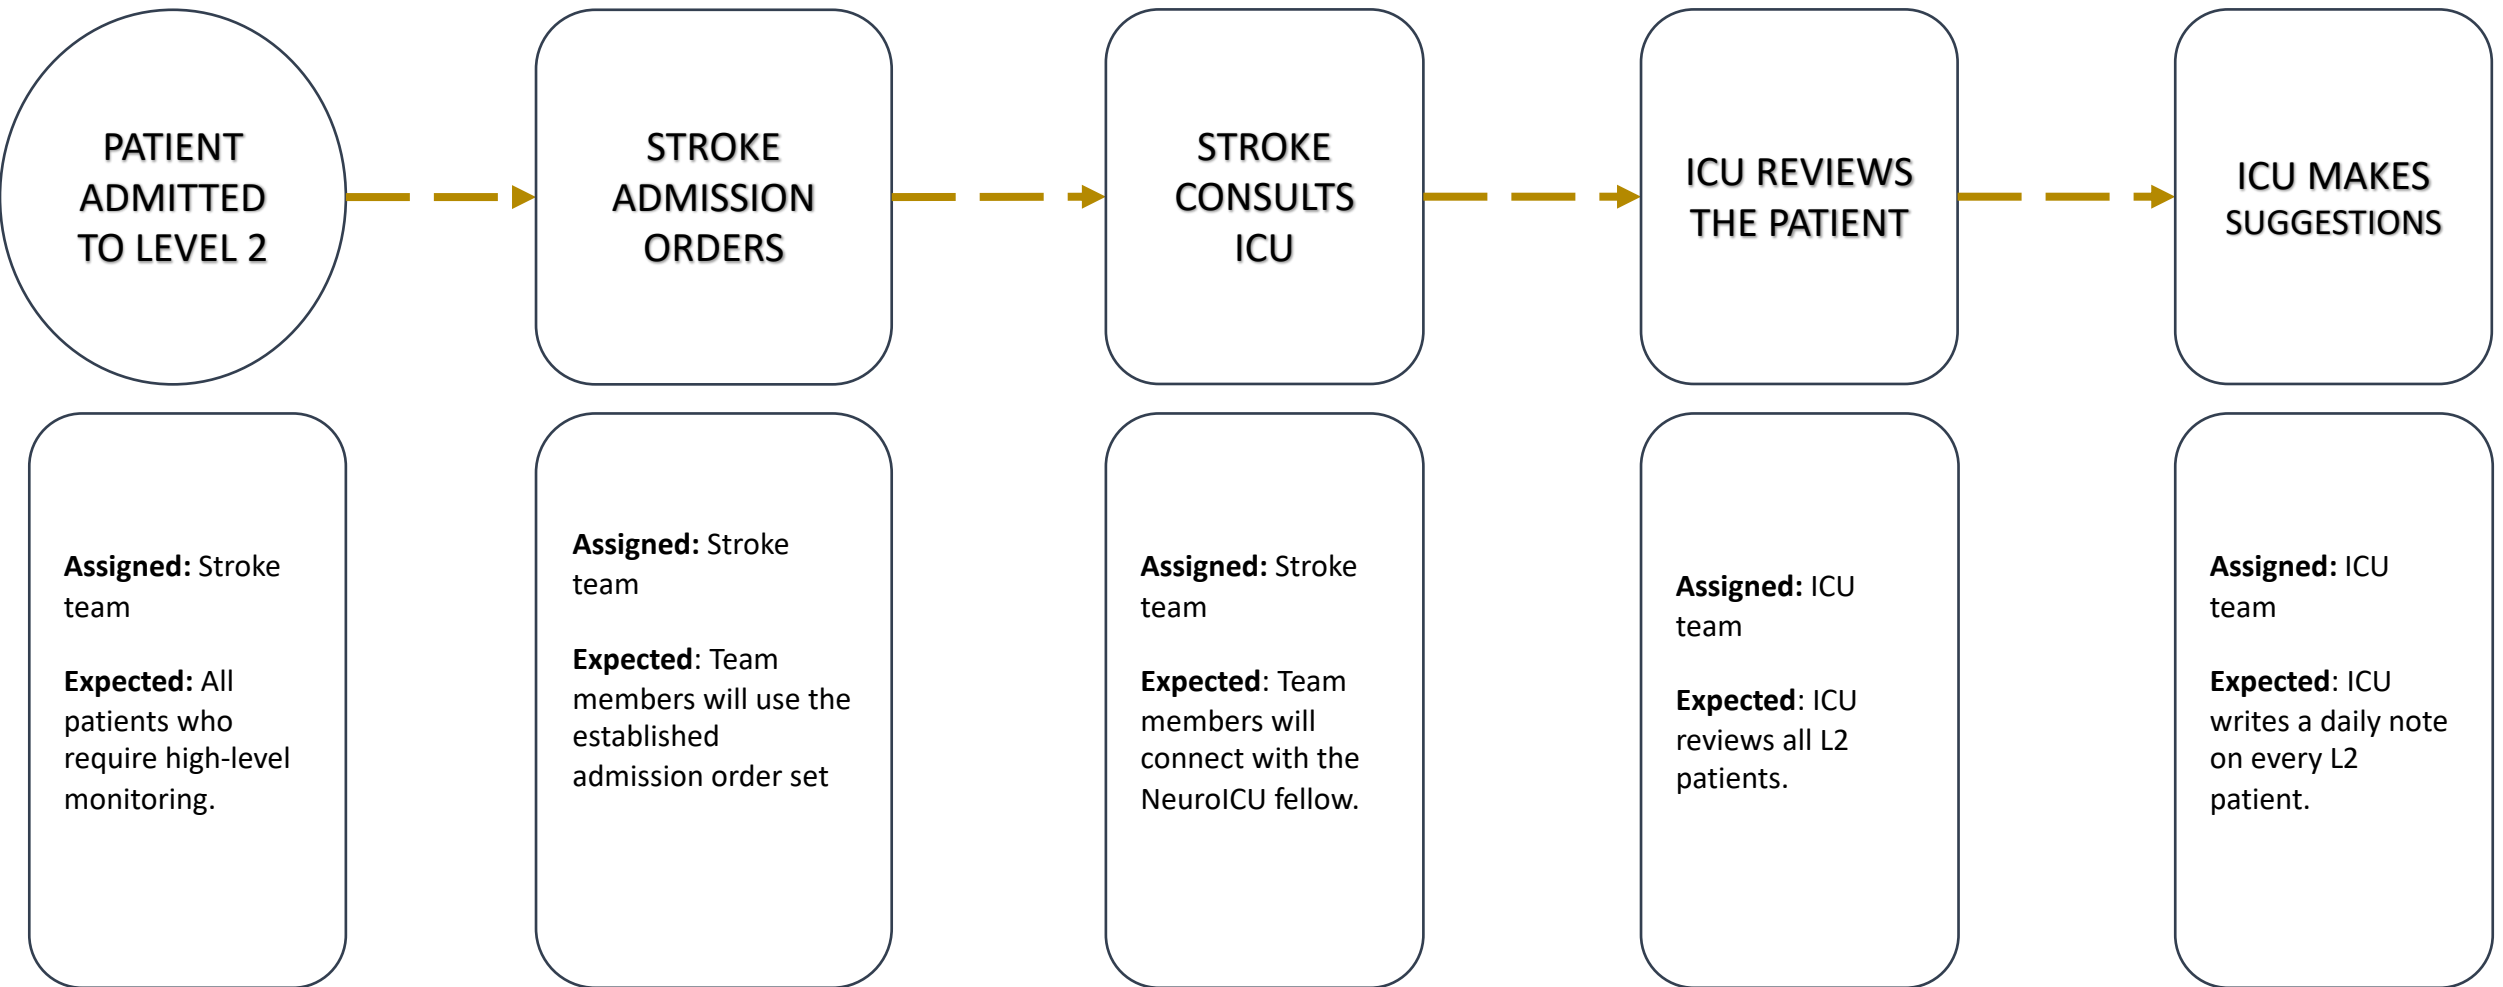 PATIENT
ADMITTED
TO LEVEL 2
STROKE
ADMISSION
ORDERS
STROKE
CONSULTS
ICU
ICU REVIEWS
THE PATIENT
ICU MAKES
SUGGESTIONS
Assigned: Stroke
team
Expected: All
patients who
require high-level
monitoring.
Assigned: Stroke
team
Expected: Team
members will use the
established
admission order set
Assigned: Stroke
team
Expected: Team
members will
connect with the
NeuroICU fellow.
Assigned: ICU
team
Expected: ICU
reviews all L2
patients.
Assigned: ICU
team
Expected: ICU
writes a daily note
on every L2
patient.